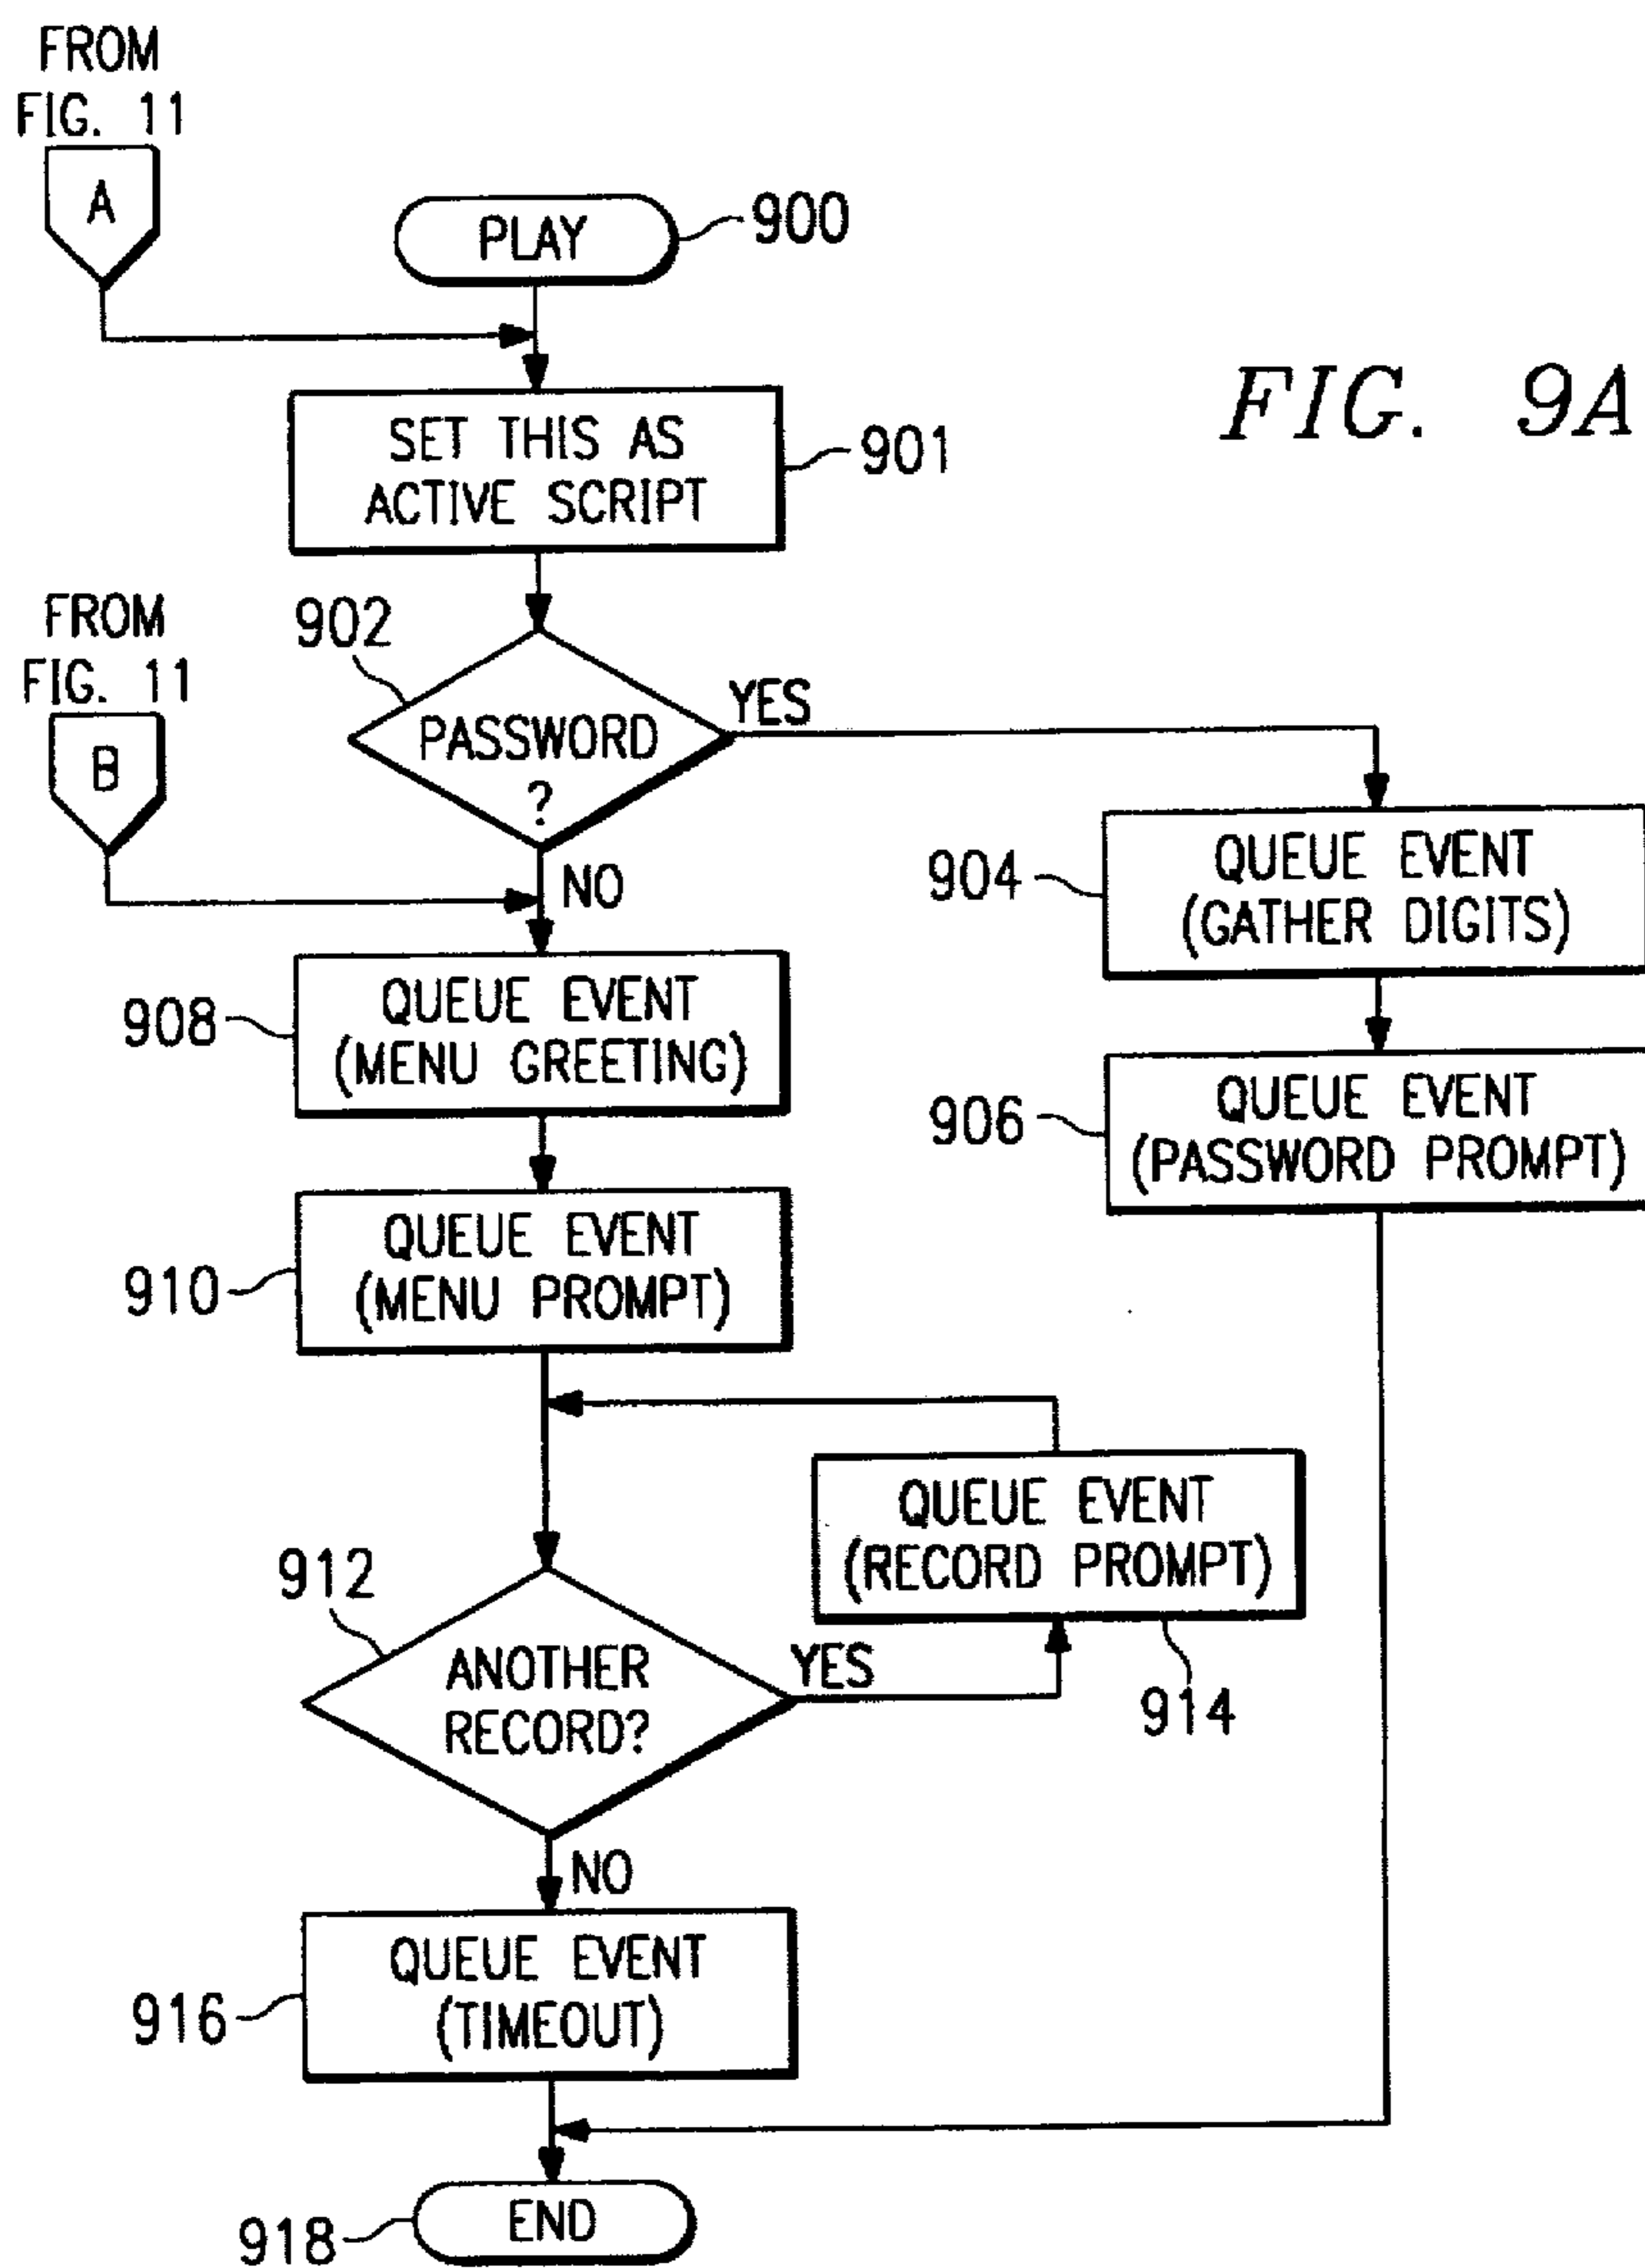 FROM
FIG. 11
A
PLAY
900
FIG. 9A
SET THIS AS
ACTIVE SCRIPT
901
FROM
FIG. 11
B
902
PASSWORD
?
YES
NO
904
QUEUE EVENT
(GATHER DIGITS)
908
QUEUE EVENT
(MENU GREETING)
906
QUEUE EVENT
(PASSWORD PROMPT)
910
QUEUE EVENT
(MENU PROMPT)
QUEUE EVENT
(RECORD PROMPT)
914
912
ANOTHER
RECORD?
YES
NO
916
QUEUE EVENT
(TIMEOUT)
918
END